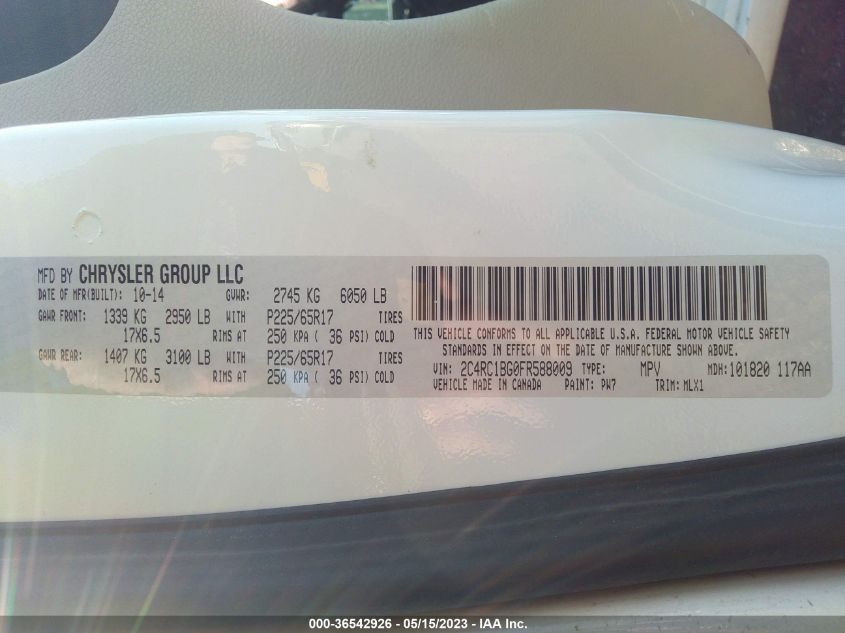 MFD BY CHRYSLER GROUP LLC
DATE OF MFR(BUILT): 10-14 GVWR: 2745 KG 6050 LB
GAWR FRONT: 1339 KG 2950 LB WITH P225/65R17 TIRES
17X6.5 RIMS AT 250 KPA ( 36 PSI) COLD
GAWR REAR: 1407 KG 3100 LB WITH P225/65R17 TIRES
17X6.5 RIMS AT 250 KPA ( 36 PSI) COLD
THIS VEHICLE CONFORMS TO ALL APPLICABLE U.S.A. FEDERAL MOTOR VEHICLE SAFETY
STANDARDS IN EFFECT ON THE DATE OF MANUFACTURE SHOWN ABOVE.
VIN: 2C4RC1BG0FR588009 TYPE: MPV MDH:101820 117AA
VEHICLE MADE IN CANADA PAINT: PW7 TRIM: MLX1
000-36542926 - 05/15/2023 - IAA Inc.